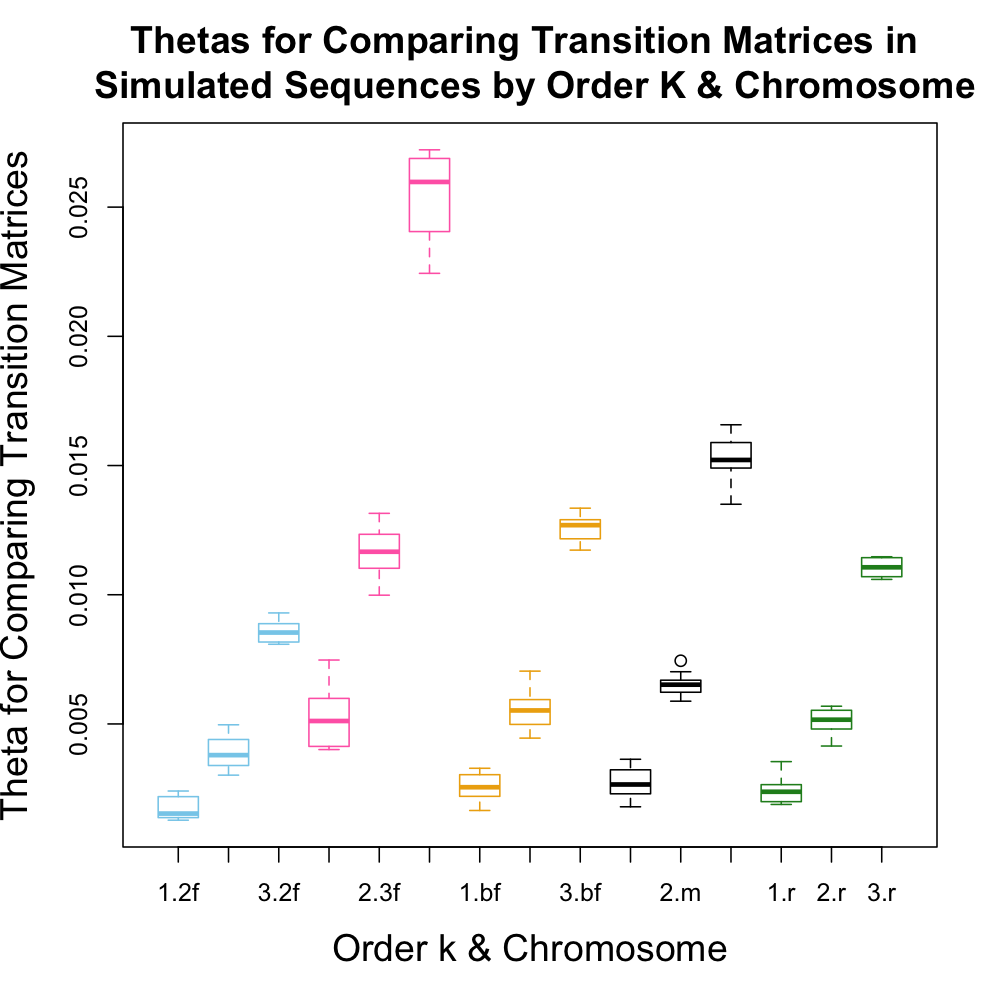 Thetas for Comparing Transition Matrices in
Simulated Sequences by Order K & Chromosome
Theta for Comparing Transition Matrices
0.025
0.020
0.015
0.010
0.005
1.2f 3.2f 2.3f 1.bf 3.bf 2.m 1.r 2.r 3.r
Order k & Chromosome